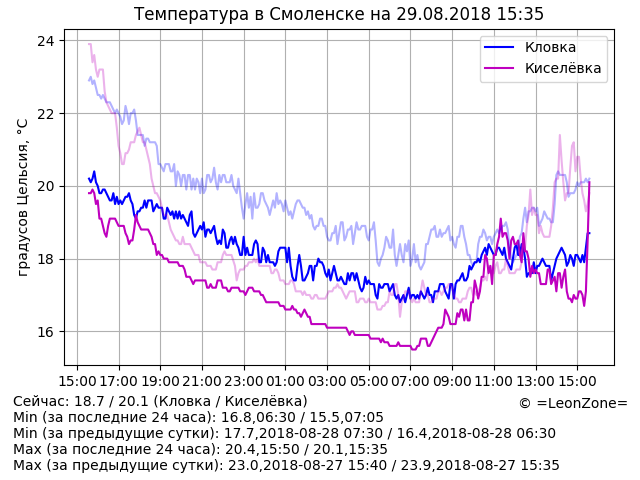 Температура в Смоленске на 29.08.2018 15:35
Кловка
Киселёвка
градусов Цельсия, °C
24
22
20
18
16
15:00 17:00 19:00 21:00 23:00 01:00 03:00 05:00 07:00 09:00 11:00 13:00 15:00
Сейчас: 18.7 / 20.1 (Кловка / Киселёвка)
© =LeonZone=
Min (за последние 24 часа): 16.8,06:30 / 15.5,07:05
Min (за предыдущие сутки): 17.7,2018-08-28 07:30 / 16.4,2018-08-28 06:30
Max (за последние 24 часа): 20.4,15:50 / 20.1,15:35
Max (за предыдущие сутки): 23.0,2018-08-27 15:40 / 23.9,2018-08-27 15:35